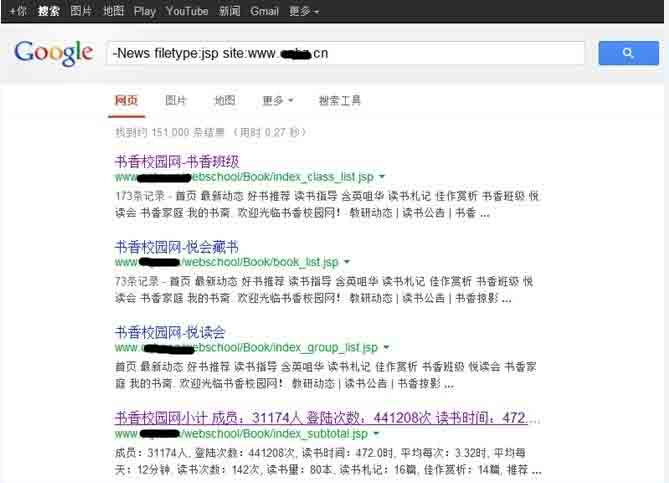 +你 搜索 图片 地图 Play YouTube 新闻 Gmail 更多
Google
-News filetype:jsp site:www. .cn
网页 图片 地图 更多 搜索工具
找到约 151,000 条结果 （用时 0.27 秒）
书香校园网-书香班级
www. ebschool/Book/index_class_list.jsp
173条记录 - 首页 最新动态 好书推荐 读书指导 含英咀华 读书札记 佳作赏析 书香班级 悦
读会 书香家庭 我的书斋. 欢迎光临书香校园网！ 教研动态 | 读书公告 | 书香 ...
书香校园网-悦会藏书
www. /webschool/Book/book_list.jsp
73条记录 - 首页 最新动态 好书推荐 读书指导 含英咀华 读书札记 佳作赏析 书香班级 悦
读会 书香家庭 我的书斋. 欢迎光临书香校园网！ 教研动态 | 读书公告 | 书香掠影 ...
书香校园网-悦读会
www. webschool/Book/index_group_list.jsp
首页 最新动态 好书推荐 读书指导 含英咀华 读书札记 佳作赏析 书香班级 悦读会 书香家
庭 我的书斋. 欢迎光临书香校园网！ 教研动态 | 读书公告 | 书香掠影 ...
书香校园网小计 成员：31174人 登陆次数：441208次 读书时间：472....
www. /webschool/Book/index_subtotal.jsp
成员：31174人, 登陆次数：441208次, 读书时间：472.0时, 平均每次：3.32时, 平均每
天：12分钟. 读书次数：142次, 读书量：80本, 读书札记：16篇, 佳作赏析：14篇, 推荐 ...